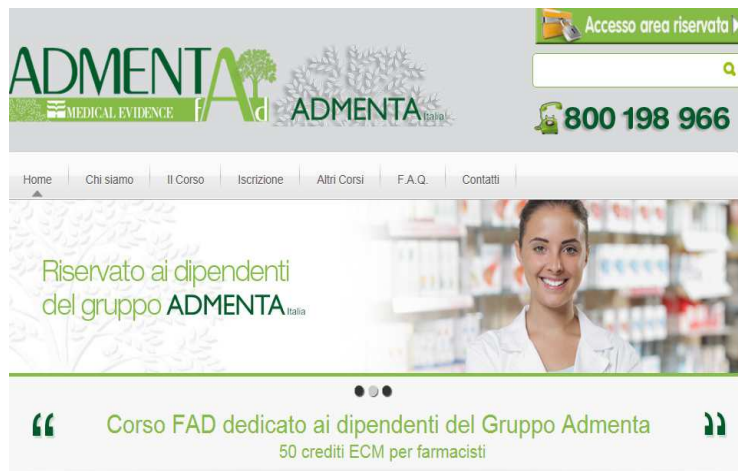 Accesso area riservata
ADMENTA
MEDICAL EVIDENCE fAd
ADMENTA Italia
800 198 966
Home Chi siamo Il Corso Iscrizione Altri Corsi F.A.Q. Contatti
Riservato ai dipendenti
del gruppo ADMENTA Italia
“ Corso FAD dedicato ai dipendenti del Gruppo Admenta ”
50 crediti ECM per farmacisti